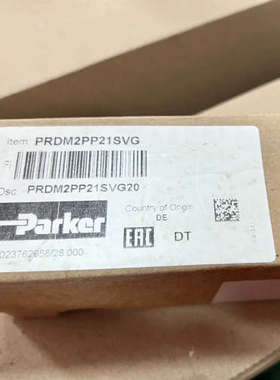 Item: PRDM2PP21SVG
Dsc: PRDM2PP21SVG20
Parker
Country of Origin
DE
EAC DT